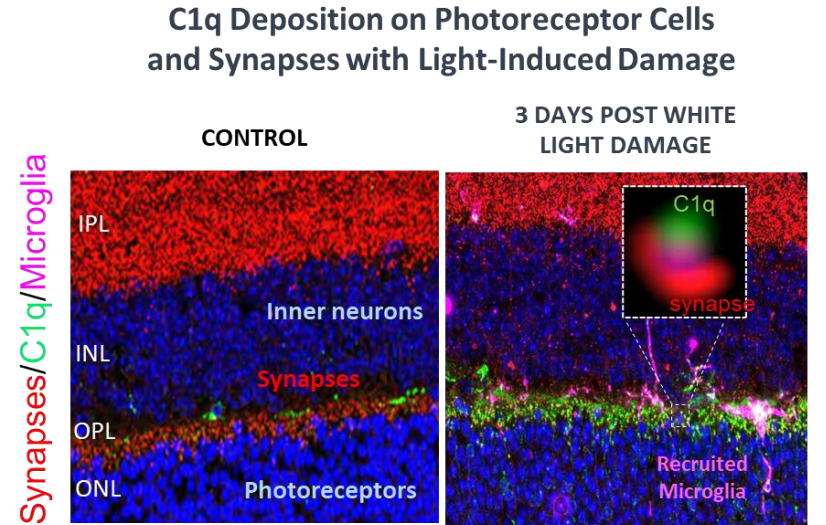 C1q Deposition on Photoreceptor Cells
and Synapses with Light-Induced Damage
CONTROL
3 DAYS POST WHITE
LIGHT DAMAGE
Synapses/C1q/Microglia
IPL
Inner neurons
INL
Synapses
OPL
ONL
Photoreceptors
C1q
synapse
Recruited
Microglia